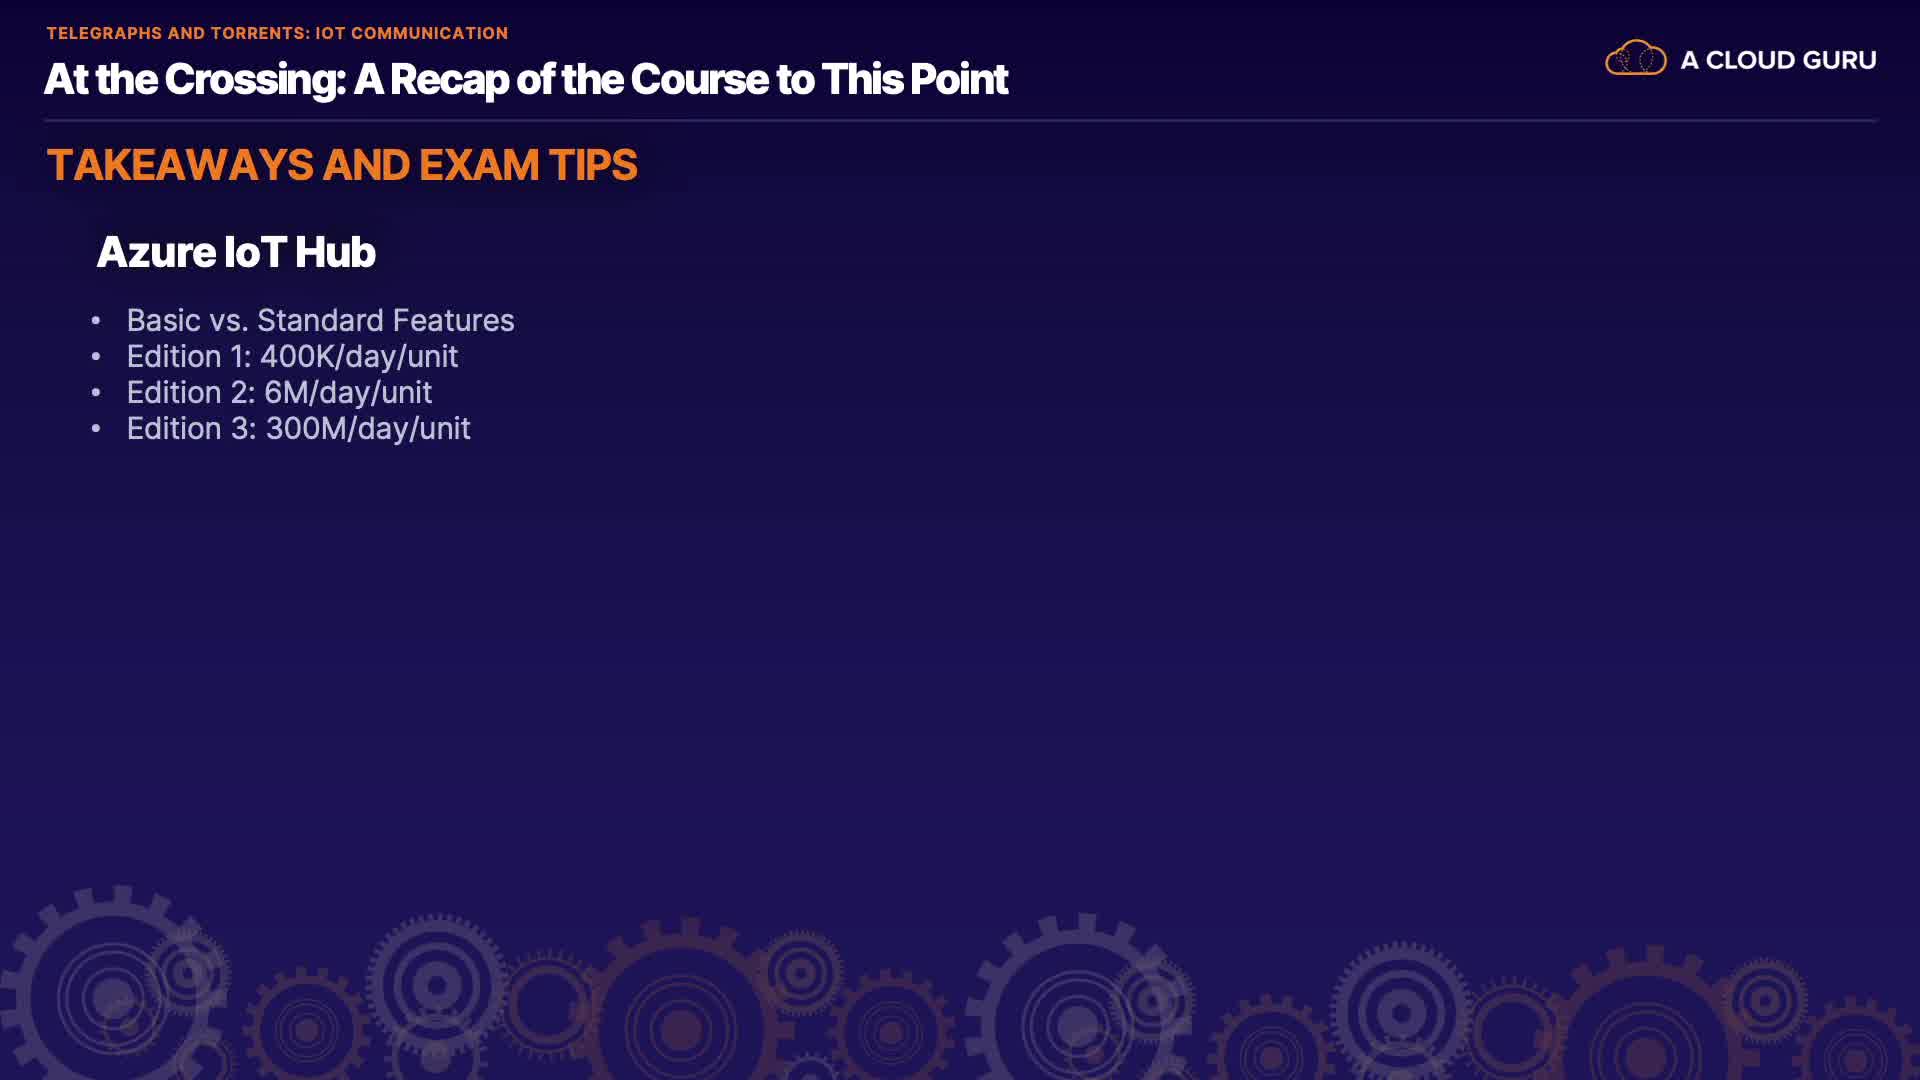 TELEGRAPHS AND TORRENTS: IOT COMMUNICATION
At the Crossing: A Recap of the Course to This Point
A CLOUD GURU
TAKEAWAYS AND EXAM TIPS
Azure IoT Hub
• Basic vs. Standard Features
• Edition 1: 400K/day/unit
• Edition 2: 6M/day/unit
• Edition 3: 300M/day/unit